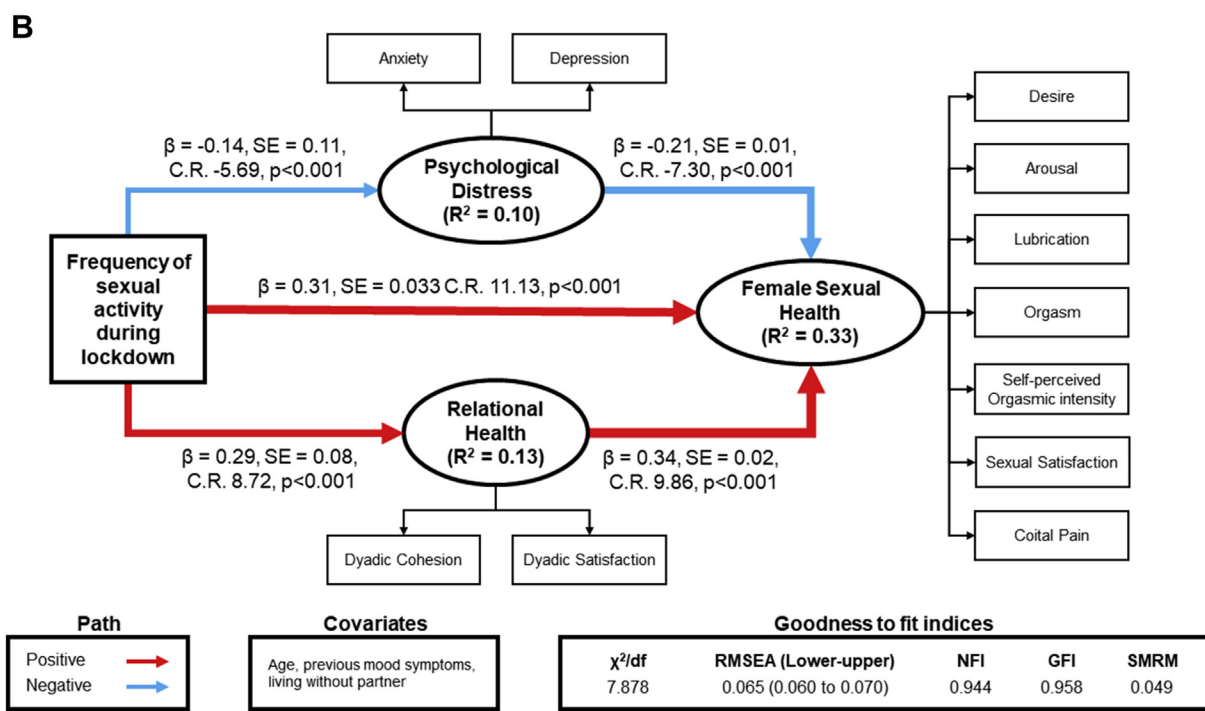 B
Anxiety
Depression
β = -0.14, SE = 0.11,
C.R. -5.69, p<0.001
Psychological
Distress
(R² = 0.10)
β = -0.21, SE = 0.01,
C.R. -7.30, p<0.001
Frequency of
sexual
activity
during
lockdown
β = 0.31, SE = 0.033 C.R. 11.13, p<0.001
Female Sexual
Health
(R² = 0.33)
Relational
Health
(R² = 0.13)
β = 0.29, SE = 0.08,
C.R. 8.72, p<0.001
β = 0.34, SE = 0.02,
C.R. 9.86, p<0.001
Dyadic Cohesion
Dyadic Satisfaction
Desire
Arousal
Lubrication
Orgasm
Self-perceived
Orgasmic intensity
Sexual Satisfaction
Coital Pain
Path
Positive
Negative
Covariates
Age, previous mood symptoms,
living without partner
Goodness to fit indices
χ²/df RMSEA (Lower-upper) NFI GFI SMRM
7.878 0.065 (0.060 to 0.070) 0.944 0.958 0.049